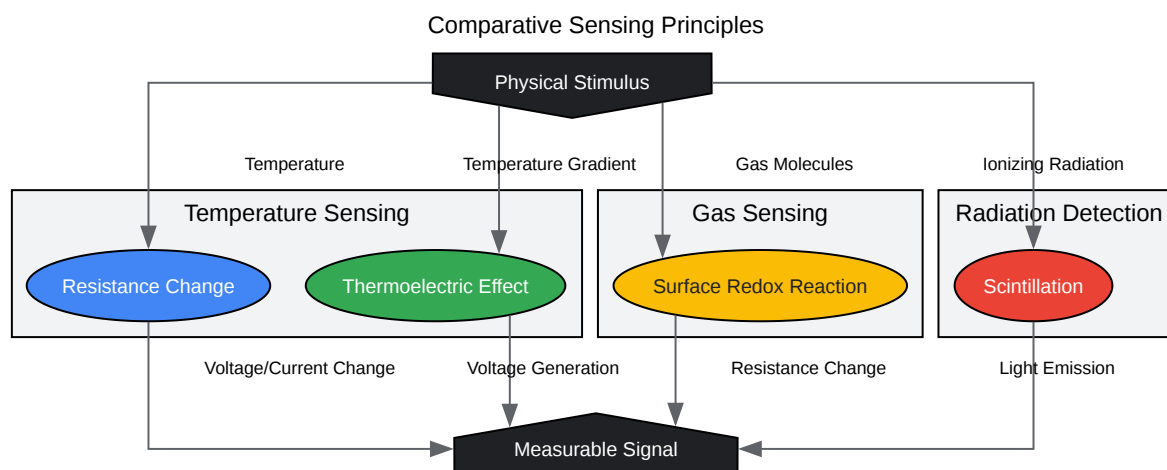 Comparative Sensing Principles
Physical Stimulus
Temperature
Temperature Gradient
Gas Molecules
Ionizing Radiation
Temperature Sensing
Gas Sensing
Radiation Detection
Resistance Change
Thermoelectric Effect
Surface Redox Reaction
Scintillation
Voltage/Current Change
Voltage Generation
Resistance Change
Light Emission
Measurable Signal